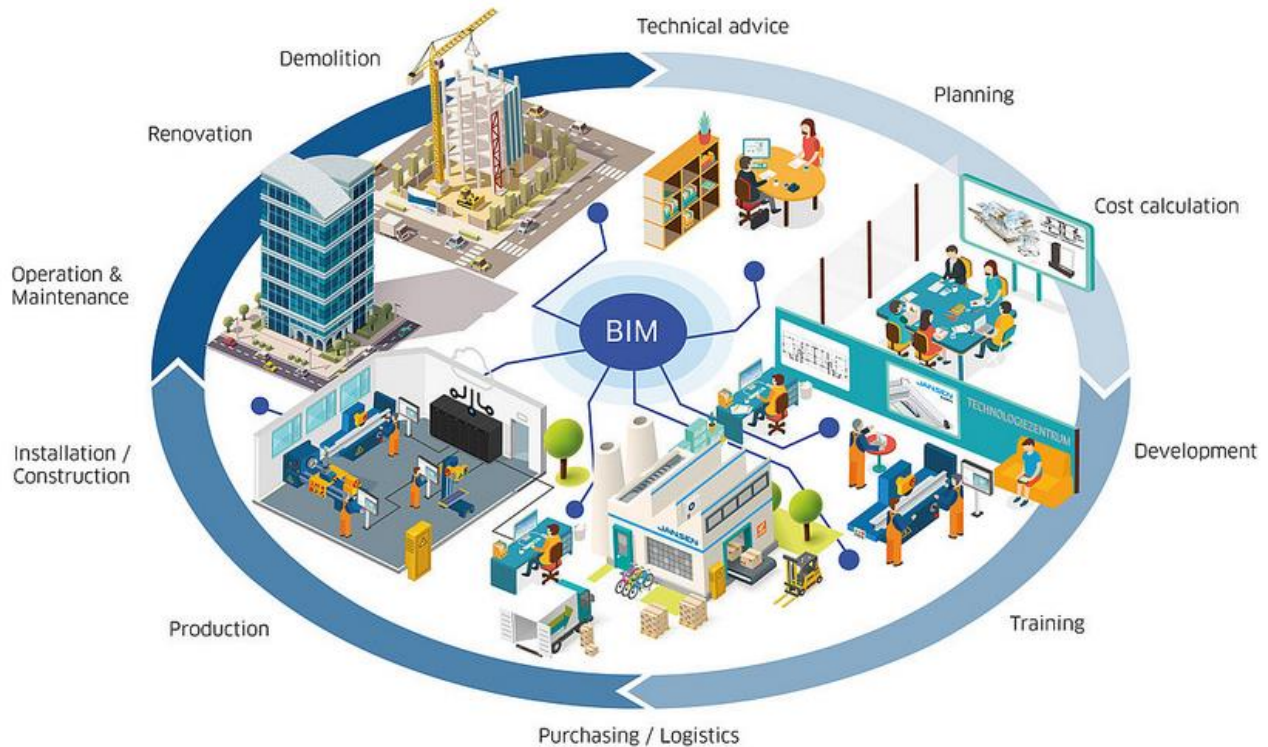 Technical advice
Demolition
Planning
Renovation
Cost calculation
Operation &
Maintenance
BIM
JANSEN
TECHNOLOGIEZENTRUM
Installation /
Construction
Development
JANSEN
Production
Training
Purchasing / Logistics